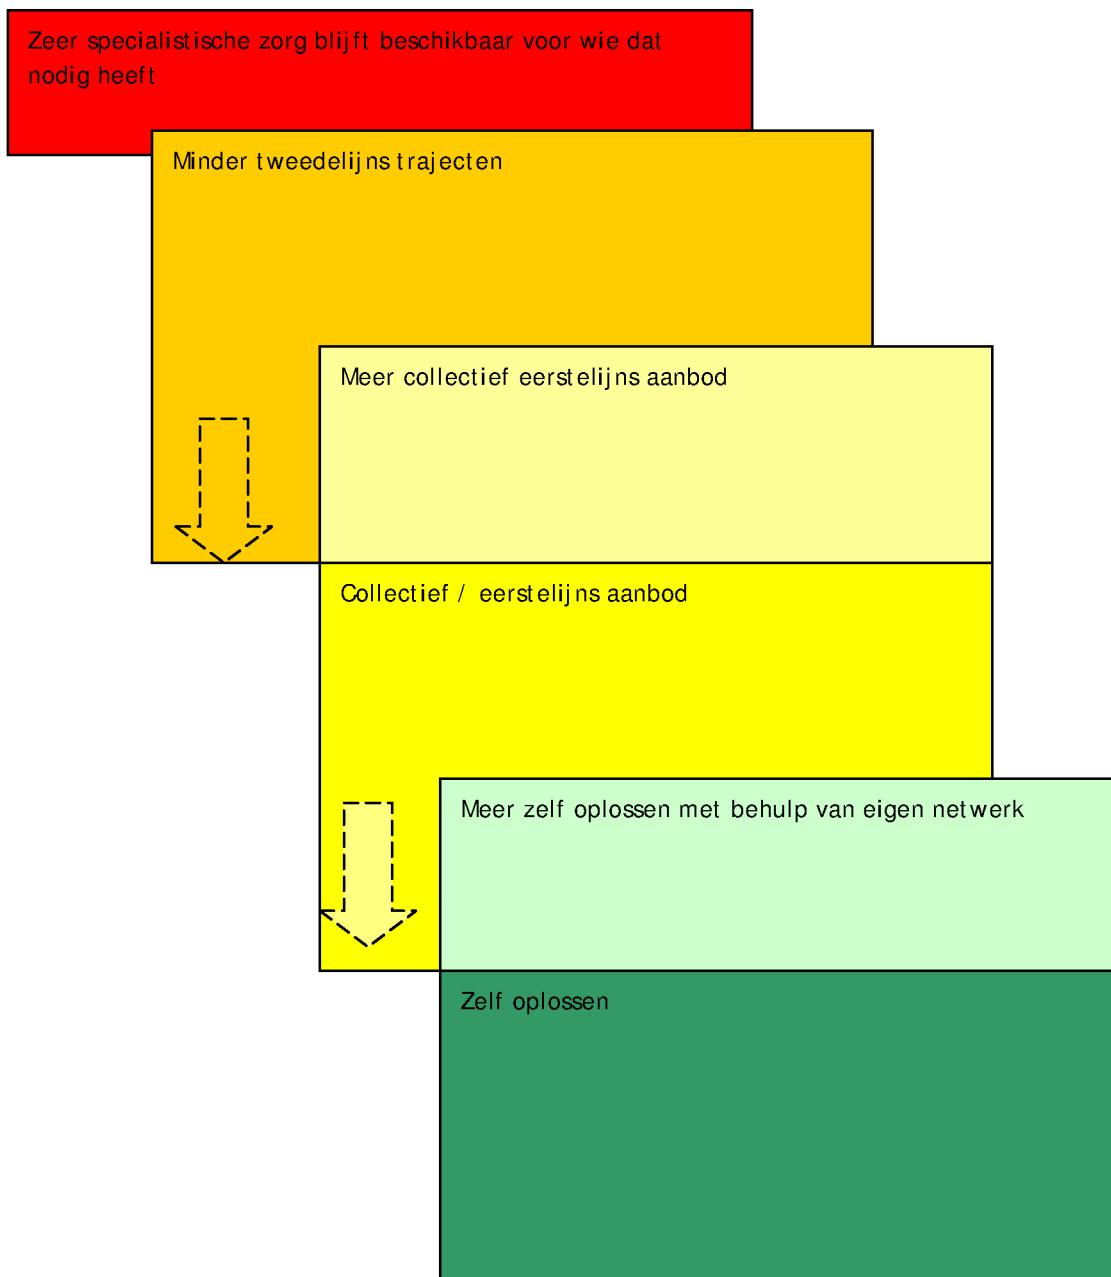 Zeer specialistische zorg blijft beschikbaar voor wie dat
nodig heeft
Minder tweedelijns trajecten
Meer collectief eerstelijns aanbod
Collectief / eerstelijns aanbod
Meer zelf oplossen met behulp van eigen netwerk
Zelf oplossen